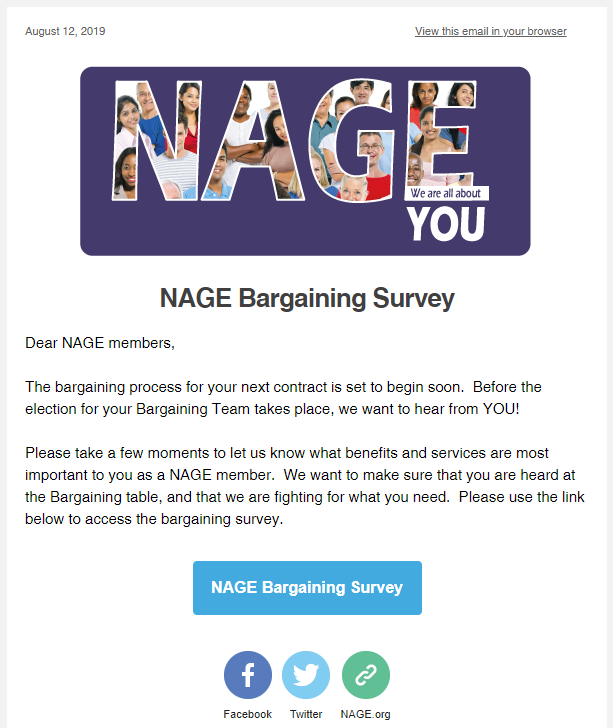 August 12, 2019
View this email in your browser
NAGE
We are all about
YOU
NAGE Bargaining Survey
Dear NAGE members,
The bargaining process for your next contract is set to begin soon.  Before the
election for your Bargaining Team takes place, we want to hear from YOU!
Please take a few moments to let us know what benefits and services are most
important to you as a NAGE member.  We want to make sure that you are heard at
the Bargaining table, and that we are fighting for what you need.  Please use the link
below to access the bargaining survey.
NAGE Bargaining Survey
Facebook
Twitter
NAGE.org